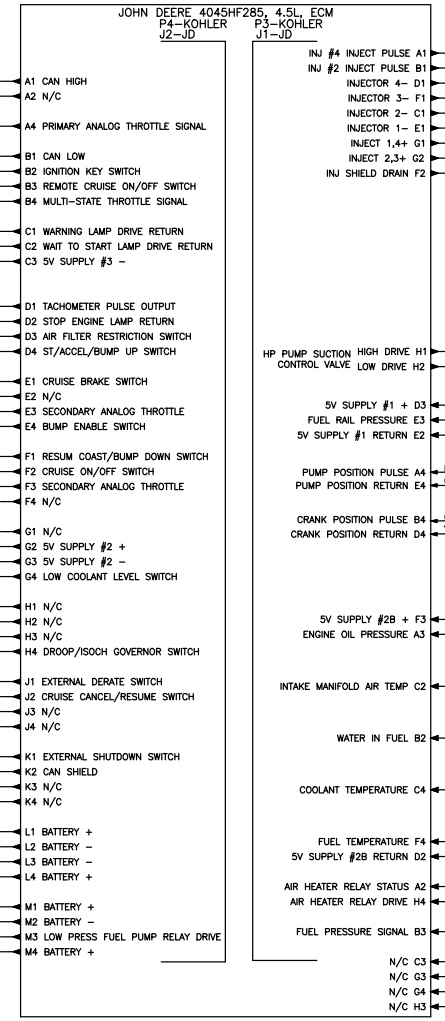 JOHN DEERE 4045HF285, 4.5L, ECM
P4-KOHLER P3-KOHLER
J2-JD J1-JD
A1 CAN HIGH
A2 N/C
A4 PRIMARY ANALOG THROTTLE SIGNAL
B1 CAN LOW
B2 IGNITION KEY SWITCH
B3 REMOTE CRUISE ON/OFF SWITCH
B4 MULTI-STATE THROTTLE SIGNAL
C1 WARNING LAMP DRIVE RETURN
C2 WAIT TO START LAMP DRIVE RETURN
C3 5V SUPPLY #3 -
D1 TACHOMETER PULSE OUTPUT
D2 STOP ENGINE LAMP RETURN
D3 AIR FILTER RESTRICTION SWITCH
D4 ST/ACCEL/BUMP UP SWITCH
E1 CRUISE BRAKE SWITCH
E2 N/C
E3 SECONDARY ANALOG THROTTLE
E4 BUMP ENABLE SWITCH
F1 RESUM COAST/BUMP DOWN SWITCH
F2 CRUISE ON/OFF SWITCH
F3 SECONDARY ANALOG THROTTLE
F4 N/C
G1 N/C
G2 5V SUPPLY #2 +
G3 5V SUPPLY #2 -
G4 LOW COOLANT LEVEL SWITCH
H1 N/C
H2 N/C
H3 N/C
H4 DROOP/ISOCH GOVERNOR SWITCH
J1 EXTERNAL DERATE SWITCH
J2 CRUISE CANCEL/RESUME SWITCH
J3 N/C
J4 N/C
K1 EXTERNAL SHUTDOWN SWITCH
K2 CAN SHIELD
K3 N/C
K4 N/C
L1 BATTERY +
L2 BATTERY -
L3 BATTERY -
L4 BATTERY +
M1 BATTERY +
M2 BATTERY -
M3 LOW PRESS FUEL PUMP RELAY DRIVE
M4 BATTERY +
INJ #4 INJECT PULSE A1
INJ #2 INJECT PULSE B1
INJECTOR 4- D1
INJECTOR 3- F1
INJECTOR 2- C1
INJECTOR 1- E1
INJECT 1,4+ G1
INJECT 2,3+ G2
INJ SHIELD DRAIN F2
HP PUMP SUCTION HIGH DRIVE H1
CONTROL VALVE LOW DRIVE H2
5V SUPPLY #1 + D3
FUEL RAIL PRESSURE E3
5V SUPPLY #1 RETURN E2
PUMP POSITION PULSE A4
PUMP POSITION RETURN E4
CRANK POSITION PULSE B4
CRANK POSITION RETURN D4
5V SUPPLY #2B + F3
ENGINE OIL PRESSURE A3
INTAKE MANIFOLD AIR TEMP C2
WATER IN FUEL B2
COOLANT TEMPERATURE C4
FUEL TEMPERATURE F4
5V SUPPLY #2B RETURN D2
AIR HEATER RELAY STATUS A2
AIR HEATER RELAY DRIVE H4
FUEL PRESSURE SIGNAL B3
N/C C3
N/C G3
N/C G4
N/C H3